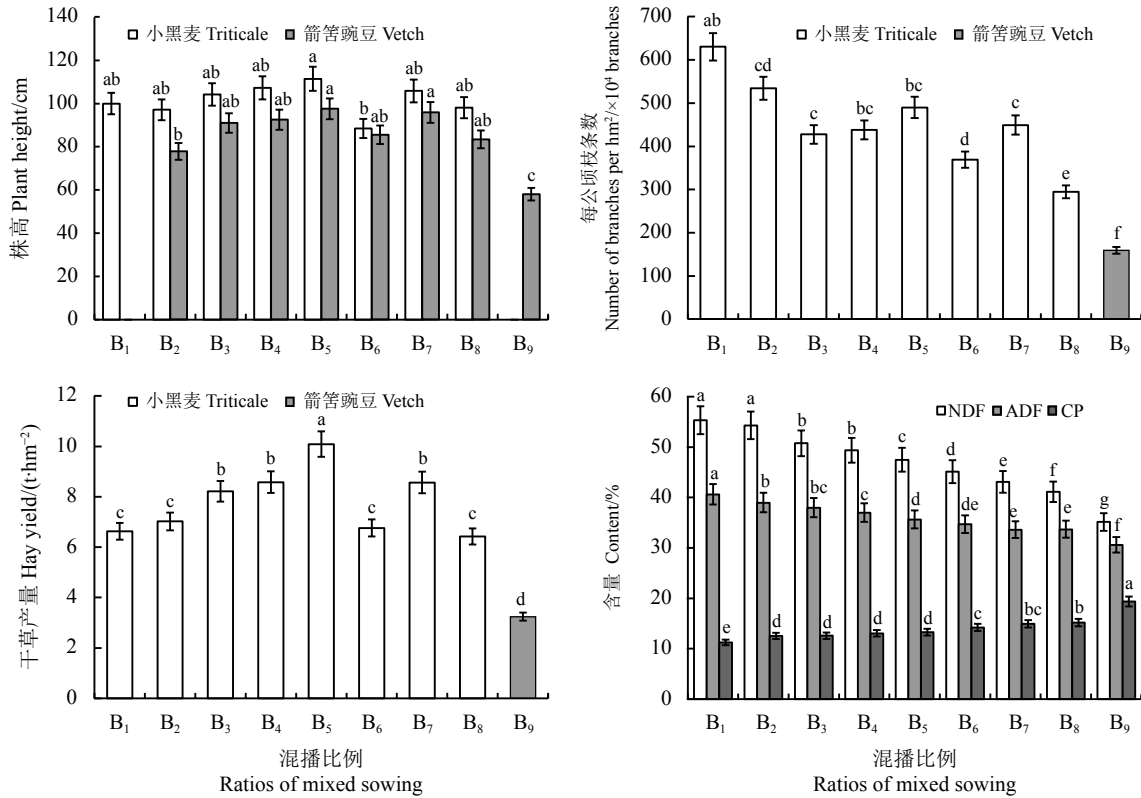 140
120
100
80
60
40
20
0
株高 Plant height/cm
小黑麦 Triticale 箭筈豌豆 Vetch
ab ab ab ab a ab ab
b ab ab a b ab a ab c
B₁ B₂ B₃ B₄ B₅ B₆ B₇ B₈ B₉
700
600
500
400
300
200
100
0
每公顷枝条数
Number of branches per hm²/×10⁴ branches
小黑麦 Triticale 箭筈豌豆 Vetch
ab cd c bc bc d c e f
B₁ B₂ B₃ B₄ B₅ B₆ B₇ B₈ B₉
12
10
8
6
4
2
0
干草产量 Hay yield/(t·hm⁻²)
小黑麦 Triticale 箭筈豌豆 Vetch
c c b b a c b c d
B₁ B₂ B₃ B₄ B₅ B₆ B₇ B₈ B₉
混播比例
Ratios of mixed sowing
60
50
40
30
20
10
0
含量 Content/%
NDF ADF CP
a a b b c d e f g
a b bc c d de e e f
e d d d d c bc b a
B₁ B₂ B₃ B₄ B₅ B₆ B₇ B₈ B₉
混播比例
Ratios of mixed sowing